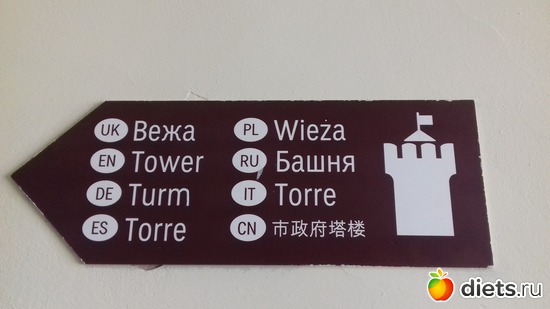 UK Вежа
EN Tower
DE Turm
ES Torre
PL Wieża
RU Башня
IT Torre
CN 市政府塔楼
diets.ru